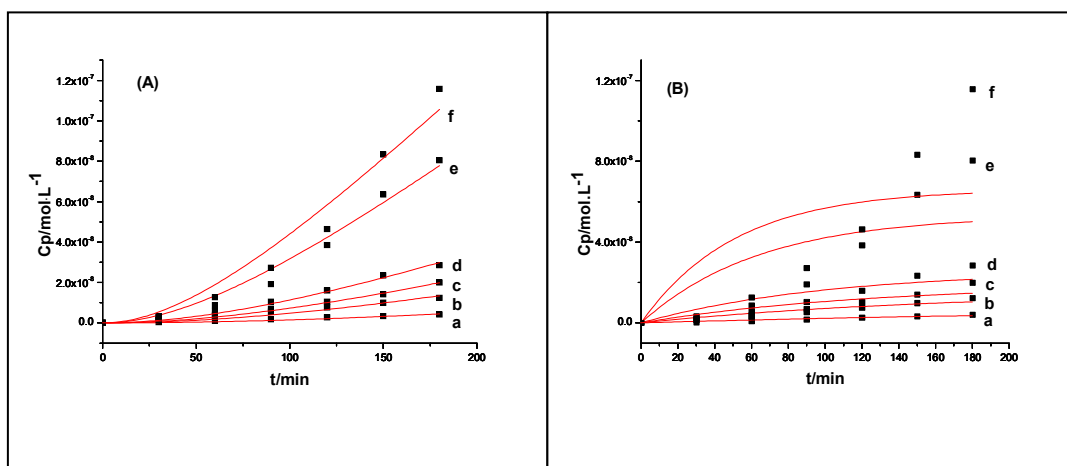 (A)
1.2x10⁻⁷
1.0x10⁻⁷
8.0x10⁻⁸
6.0x10⁻⁸
4.0x10⁻⁸
2.0x10⁻⁸
0.0
Cp/mol·L⁻¹
f
e
d
c
b
a
0
50
100
150
200
t/min
(B)
1.2x10⁻⁷
8.0x10⁻⁸
4.0x10⁻⁸
0.0
Cp/mol.L⁻¹
f
e
d
c
b
a
0 20 40 60 80 100 120 140 160 180 200
t/min